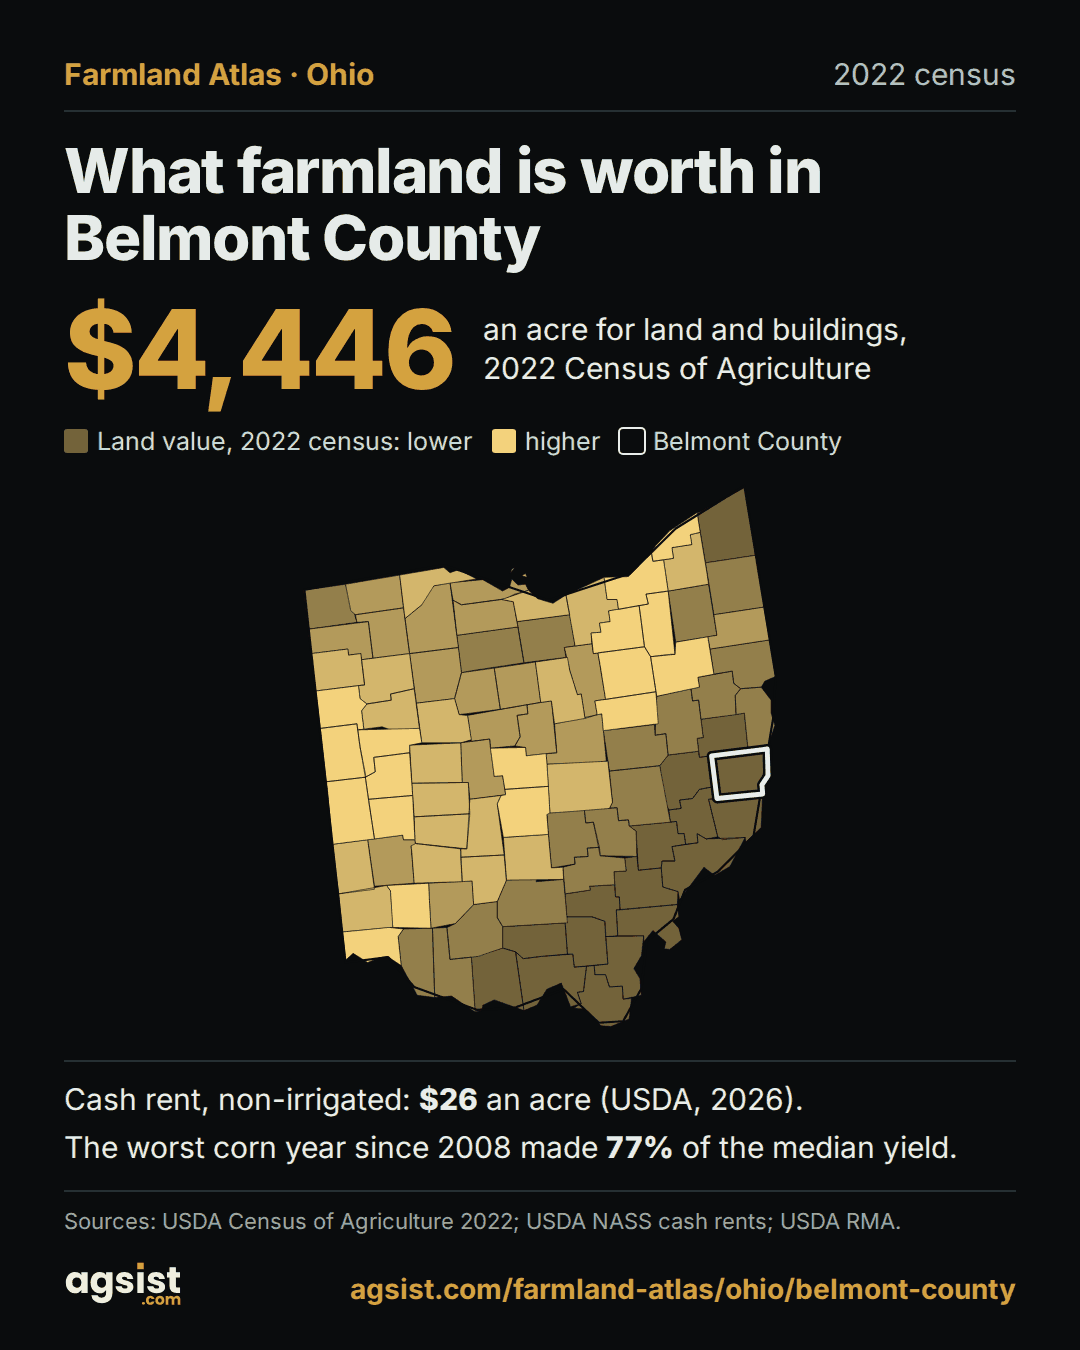 Farmland Atlas · Ohio
2022 census
What farmland is worth in
Belmont County
$4,446
an acre for land and buildings,
2022 Census of Agriculture
Land value, 2022 census: lower
higher
Belmont County
Cash rent, non-irrigated: $26 an acre (USDA, 2026).
The worst corn year since 2008 made 77% of the median yield.
Sources: USDA Census of Agriculture 2022; USDA NASS cash rents; USDA RMA.
agsist
.com
agsist.com/farmland-atlas/ohio/belmont-county